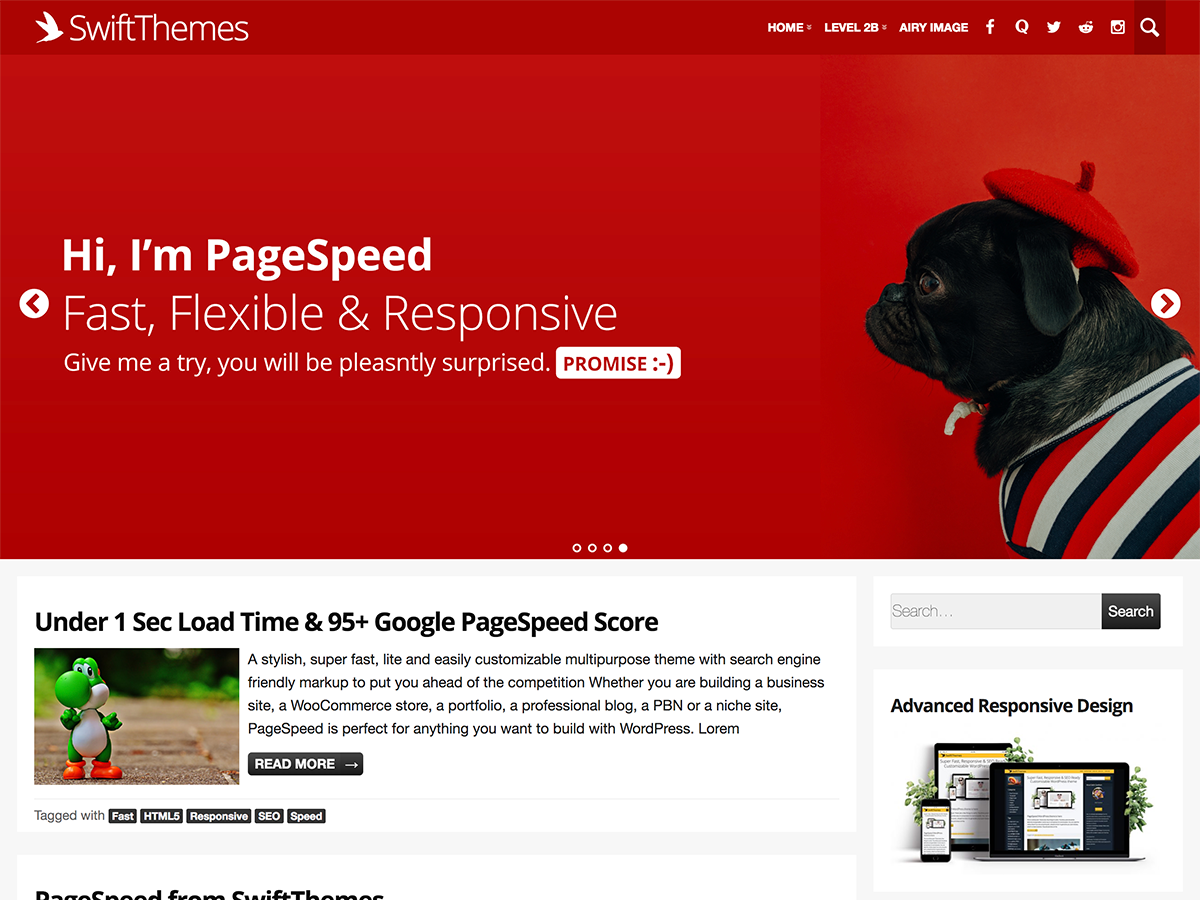 SwiftThemes
HOME LEVEL 2B AIRY IMAGE
Hi, I'm PageSpeed
Fast, Flexible & Responsive
Give me a try, you will be pleasntly surprised. PROMISE :-)
Under 1 Sec Load Time & 95+ Google PageSpeed Score
A stylish, super fast, lite and easily customizable multipurpose theme with search engine
friendly markup to put you ahead of the competition Whether you are building a business
site, a WooCommerce store, a portfolio, a professional blog, a PBN or a niche site,
PageSpeed is perfect for anything you want to build with WordPress. Lorem
READ MORE →
Tagged with Fast HTML5 Responsive SEO Speed
PageSpeed from SwiftThemes
Search… Search
Advanced Responsive Design